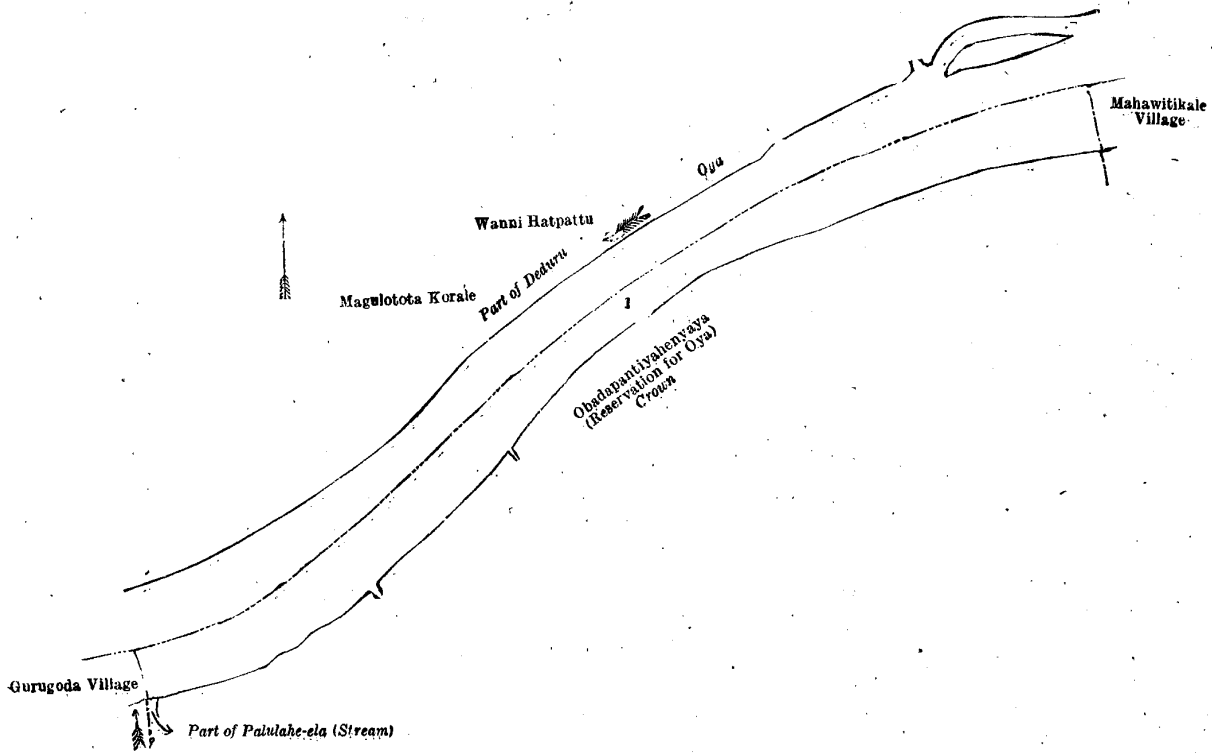 Mahawitikale
Village
Oya
Wanni Hatpattu
Part of Deduru
Magulotota Korale
1
Obadapantiyahenyaya
(Reservation for Oya)
Crown
Gurugoda Village
Part of Palulahe-ela (Stream)